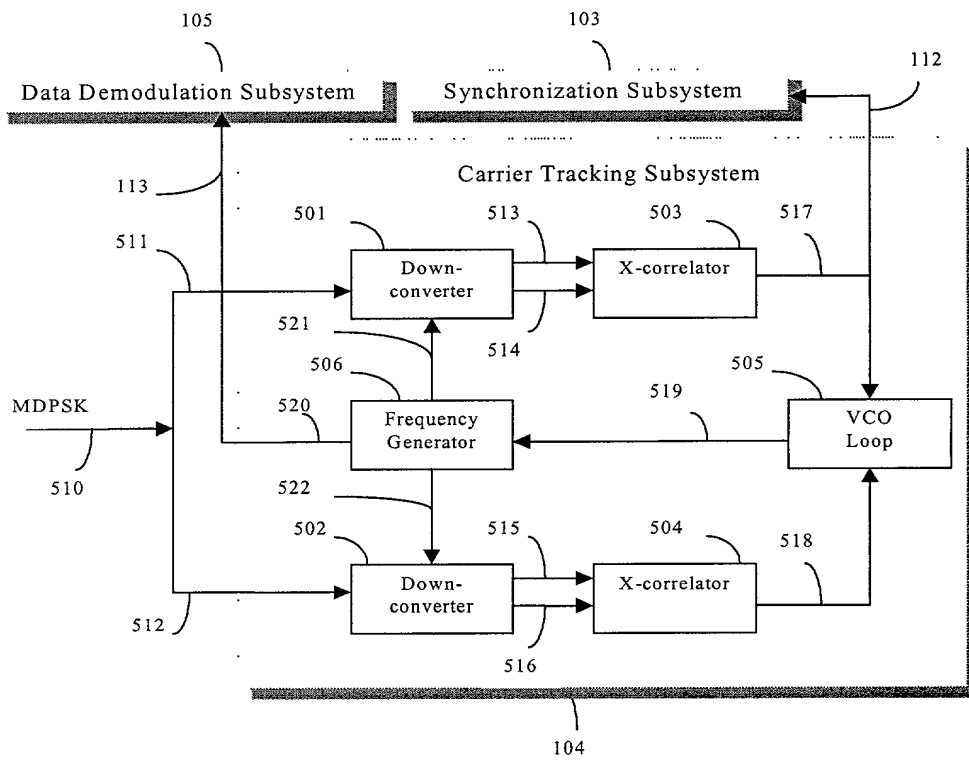 105
103
112
Data Demodulation Subsystem
Synchronization Subsystem
113
Carrier Tracking Subsystem
501
513
503
517
511
Down-
converter
X-correlator
521
514
506
505
MDPSK
520
Frequency
Generator
519
VCO
Loop
510
522
502
515
504
518
Down-
converter
X-correlator
512
516
104